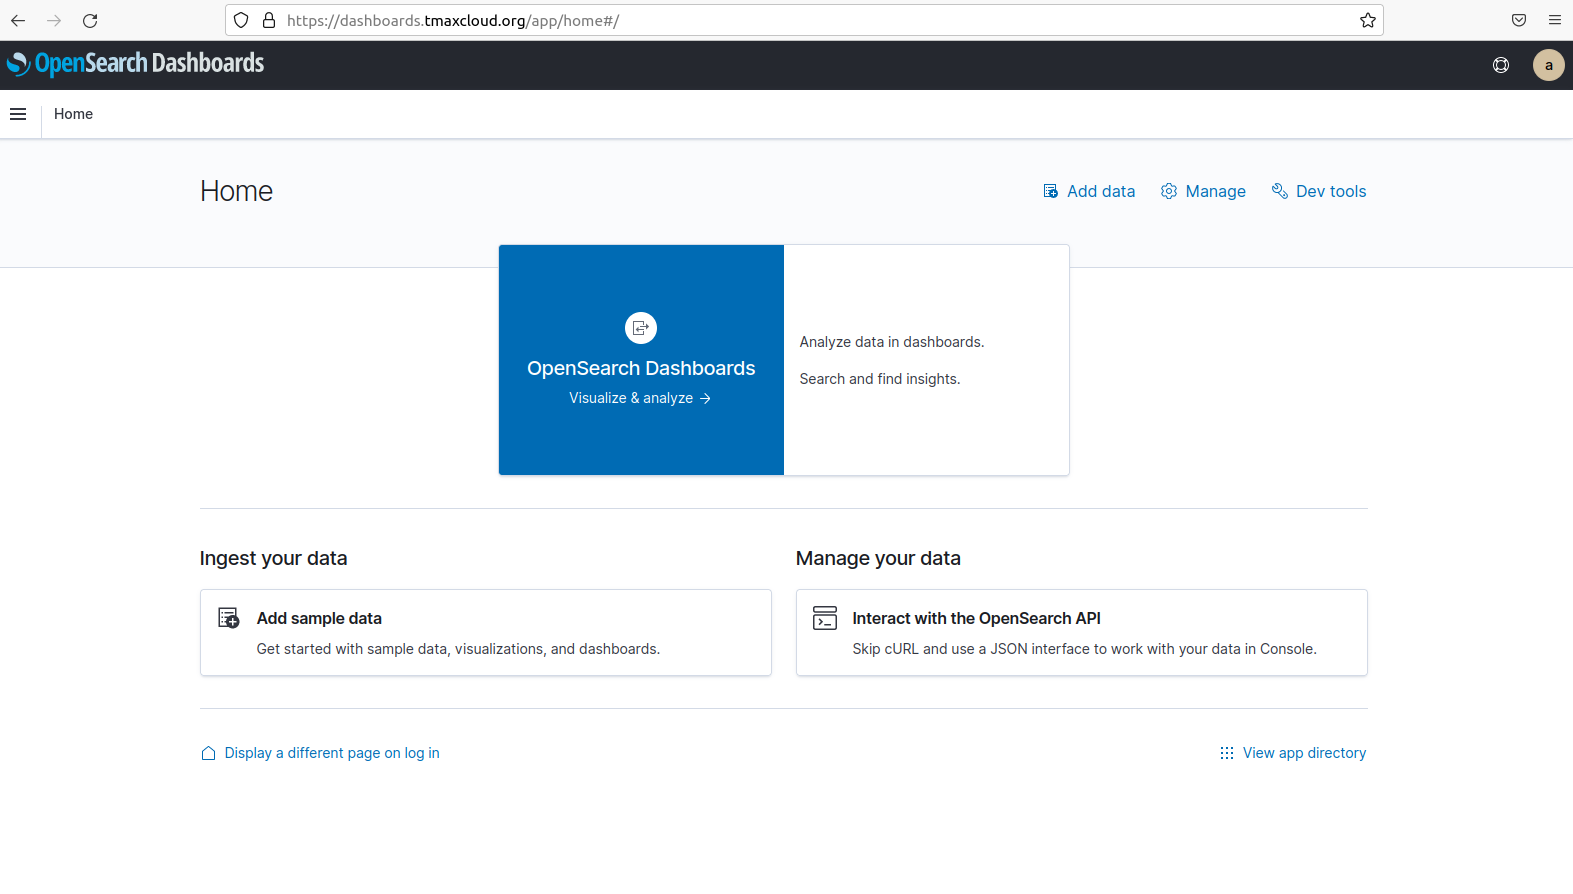 https://dashboards.tmaxcloud.org/app/home#/
OpenSearch Dashboards
a
Home
Home
Add data
Manage
Dev tools
OpenSearch Dashboards
Visualize & analyze →
Analyze data in dashboards.
Search and find insights.
Ingest your data
Add sample data
Get started with sample data, visualizations, and dashboards.
Manage your data
Interact with the OpenSearch API
Skip cURL and use a JSON interface to work with your data in Console.
Display a different page on log in
View app directory